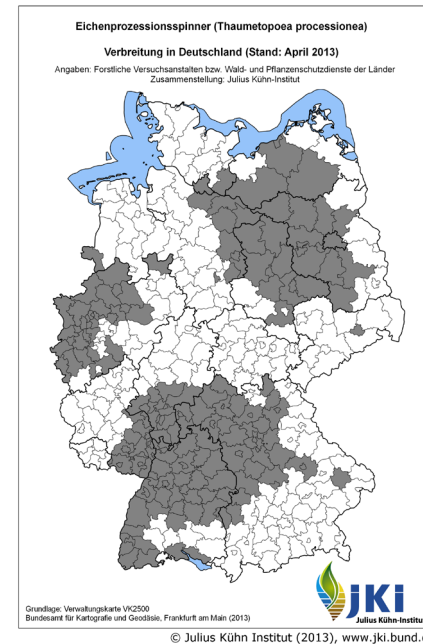 Eichenprozessionsspinner (Thaumetopoea processionea)
Verbreitung in Deutschland (Stand: April 2013)
Angaben: Forstliche Versuchsanstalten bzw. Wald- und Pflanzenschutzdienste der Länder
Zusammenstellung: Julius Kühn-Institut
Grundlage: Verwaltungskarte VK2500
Bundesamt für Kartografie und Geodäsie, Frankfurt am Main (2013)
JKI
Julius Kühn-Institut
© Julius Kühn Institut (2013), www.jki.bund.de